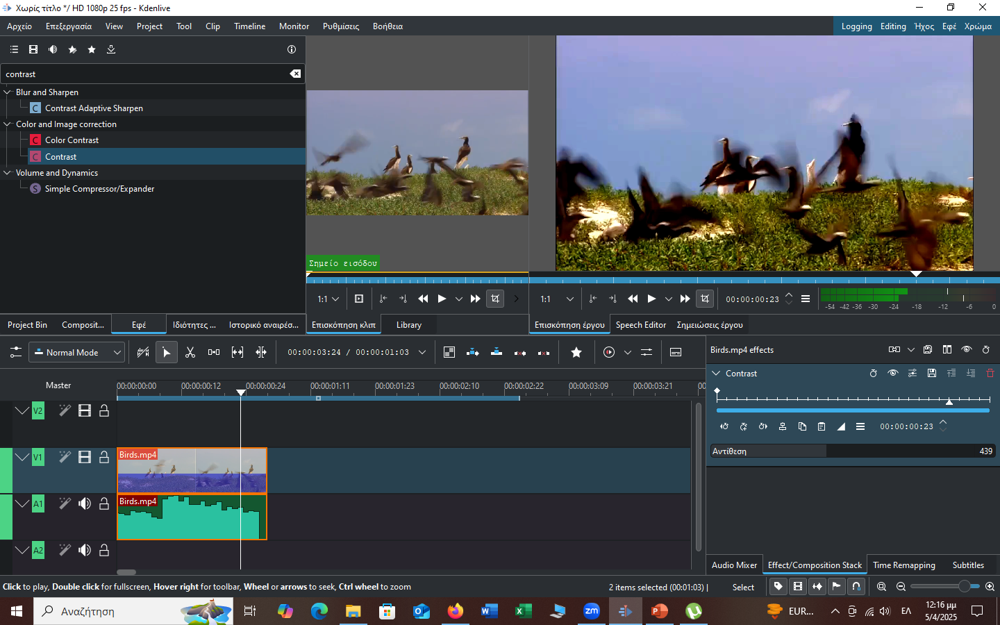 Χωρίς τίτλο */ HD 1080p 25 fps - Kdenlive
Αρχείο Επεξεργασία View Project Tool Clip Timeline Monitor Ρυθμίσεις Βοήθεια
Logging Editing Ήχος Εφέ Χρώμα
contrast
Blur and Sharpen
C Contrast Adaptive Sharpen
Color and Image correction
C Color Contrast
C Contrast
Volume and Dynamics
S Simple Compressor/Expander
Σημείο εισόδου
1:1
1:1
00:00:00:23
-54 -42 -36 -30 -24 -18 -12 -6 0
Project Bin Composit... Εφέ Ιδιότητες ... Ιστορικό αναιρέσ...
Επισκόπηση κλιπ Library
Επισκόπηση έργου Speech Editor Σημειώσεις έργου
Normal Mode
00:00:03:24 / 00:00:01:03
Master
00:00:00:00 00:00:00:12 00:00:00:24 00:00:01:11 00:00:01:23 00:00:02:10 00:00:02:22 00:00:03:09 00:00:03:21 00
V2
V1
Birds.mp4
A1
Birds.mp4
A2
Birds.mp4 effects
Contrast
00:00:00:23
Αντίθεση 439
Audio Mixer Effect/Composition Stack Time Remapping Subtitles
Click to play, Double click for fullscreen, Hover right for toolbar, Wheel or arrows to seek, Ctrl wheel to zoom
2 items selected (00:01:03) |
Select
Αναζήτηση
zm
EUR...
ΕΛ
12:16 μμ
5/4/2025